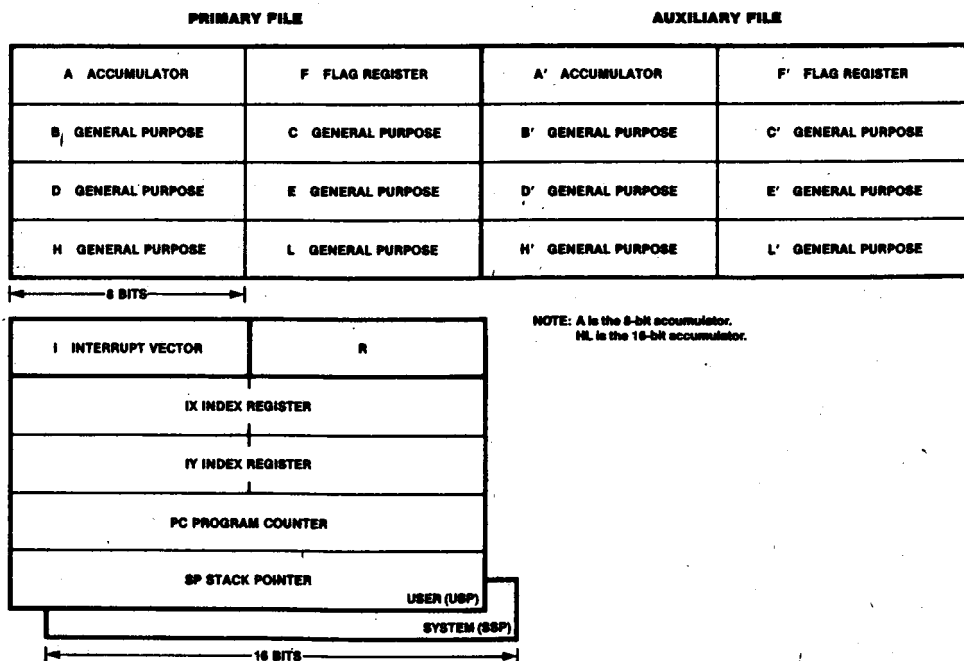 PRIMARY FILE AUXILIARY FILE
A ACCUMULATOR F FLAG REGISTER A' ACCUMULATOR F' FLAG REGISTER
B GENERAL PURPOSE C GENERAL PURPOSE B' GENERAL PURPOSE C' GENERAL PURPOSE
D GENERAL PURPOSE E GENERAL PURPOSE D' GENERAL PURPOSE E' GENERAL PURPOSE
H GENERAL PURPOSE L GENERAL PURPOSE H' GENERAL PURPOSE L' GENERAL PURPOSE
8 BITS
NOTE: A is the 8-bit accumulator.
HL is the 16-bit accumulator.
I INTERRUPT VECTOR R
IX INDEX REGISTER
IY INDEX REGISTER
PC PROGRAM COUNTER
SP STACK POINTER
USER (USP)
SYSTEM (SSP)
16 BITS